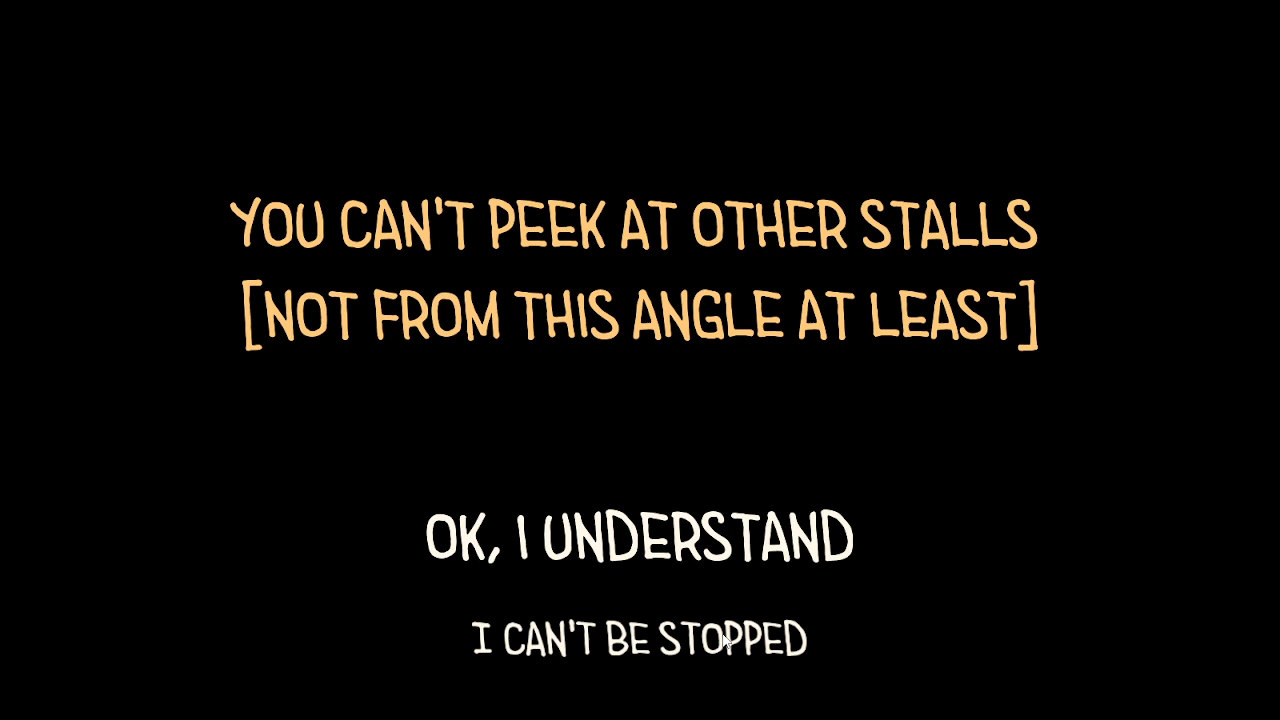 YOU CAN'T PEEK AT OTHER STALLS
[NOT FROM THIS ANGLE AT LEAST]
OK, I UNDERSTAND
I CAN'T BE STOPPED